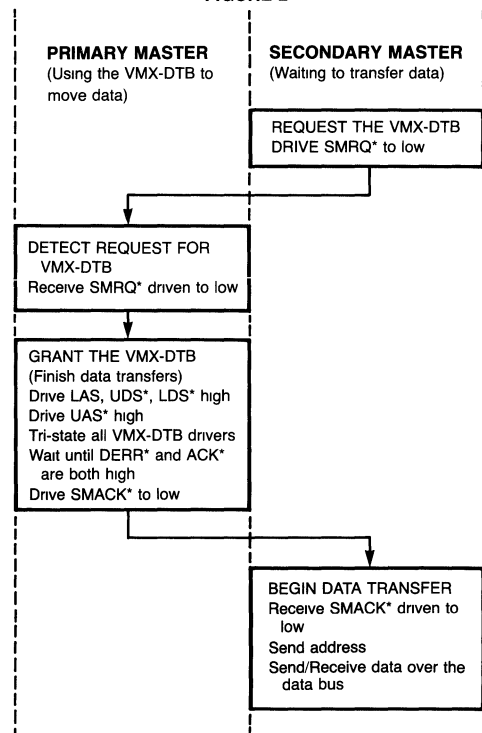 PRIMARY MASTER
(Using the VMX-DTB to
move data)
SECONDARY MASTER
(Waiting to transfer data)
REQUEST THE VMX-DTB
DRIVE SMRQ* to low
DETECT REQUEST FOR
VMX-DTB
Receive SMRQ* driven to low
GRANT THE VMX-DTB
(Finish data transfers)
Drive LAS, UDS*, LDS* high
Drive UAS* high
Tri-state all VMX-DTB drivers
Wait until DERR* and ACK*
are both high
Drive SMACK* to low
BEGIN DATA TRANSFER
Receive SMACK* driven to
low
Send address
Send/Receive data over the
data bus